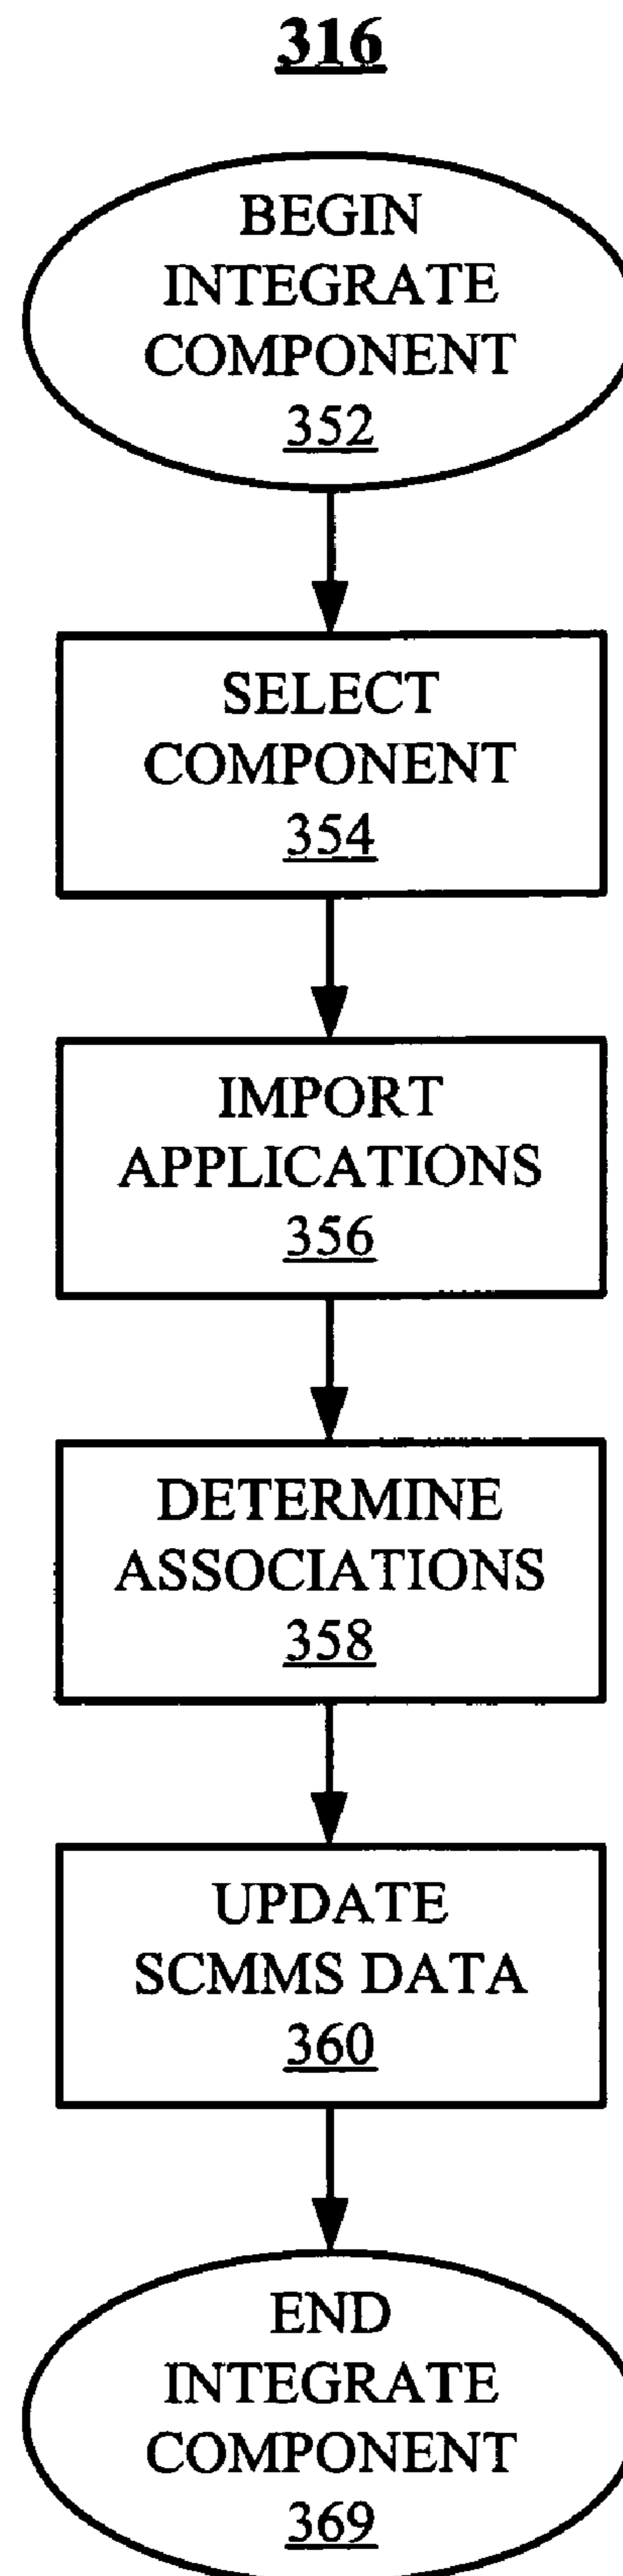 316
BEGIN
INTEGRATE
COMPONENT
352
SELECT
COMPONENT
354
IMPORT
APPLICATIONS
356
DETERMINE
ASSOCIATIONS
358
UPDATE
SCMMS DATA
360
END
INTEGRATE
COMPONENT
369